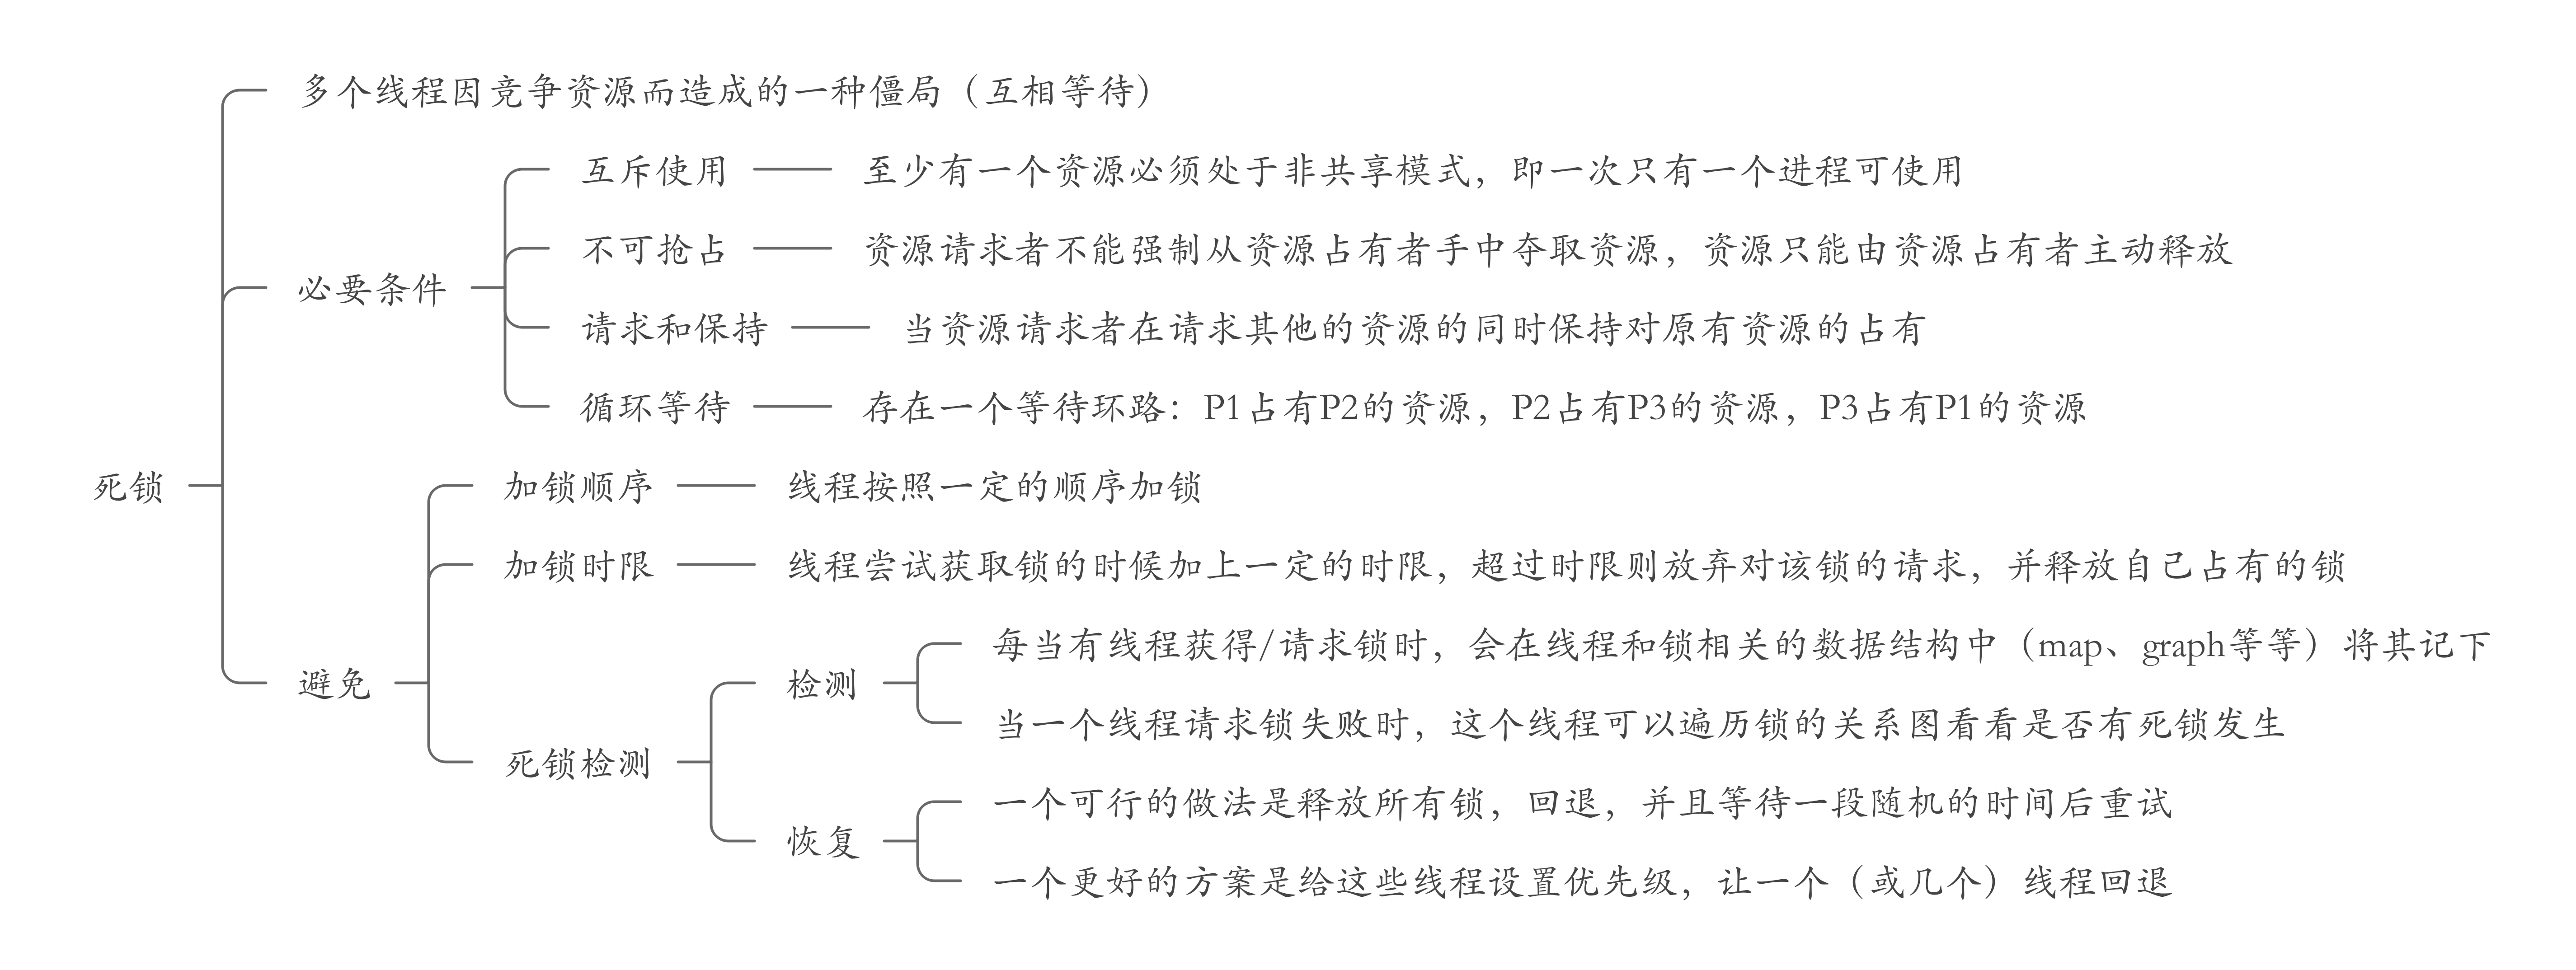 多个线程因竞争资源而造成的一种僵局（互相等待）
互斥使用 至少有一个资源必须处于非共享模式，即一次只有一个进程可使用
不可抢占 资源请求者不能强制从资源占有者手中夺取资源，资源只能由资源占有者主动释放
必要条件
请求和保持 当资源请求者在请求其他的资源的同时保持对原有资源的占有
循环等待 存在一个等待环路：P1占有P2的资源，P2占有P3的资源，P3占有P1的资源
死锁
加锁顺序 线程按照一定的顺序加锁
加锁时限 线程尝试获取锁的时候加上一定的时限，超过时限则放弃对该锁的请求，并释放自己占有的锁
每当有线程获得/请求锁时，会在线程和锁相关的数据结构中（map、graph等等）将其记下
避免
检测
当一个线程请求锁失败时，这个线程可以遍历锁的关系图看看是否有死锁发生
死锁检测
一个可行的做法是释放所有锁，回退，并且等待一段随机的时间后重试
恢复
一个更好的方案是给这些线程设置优先级，让一个（或几个）线程回退